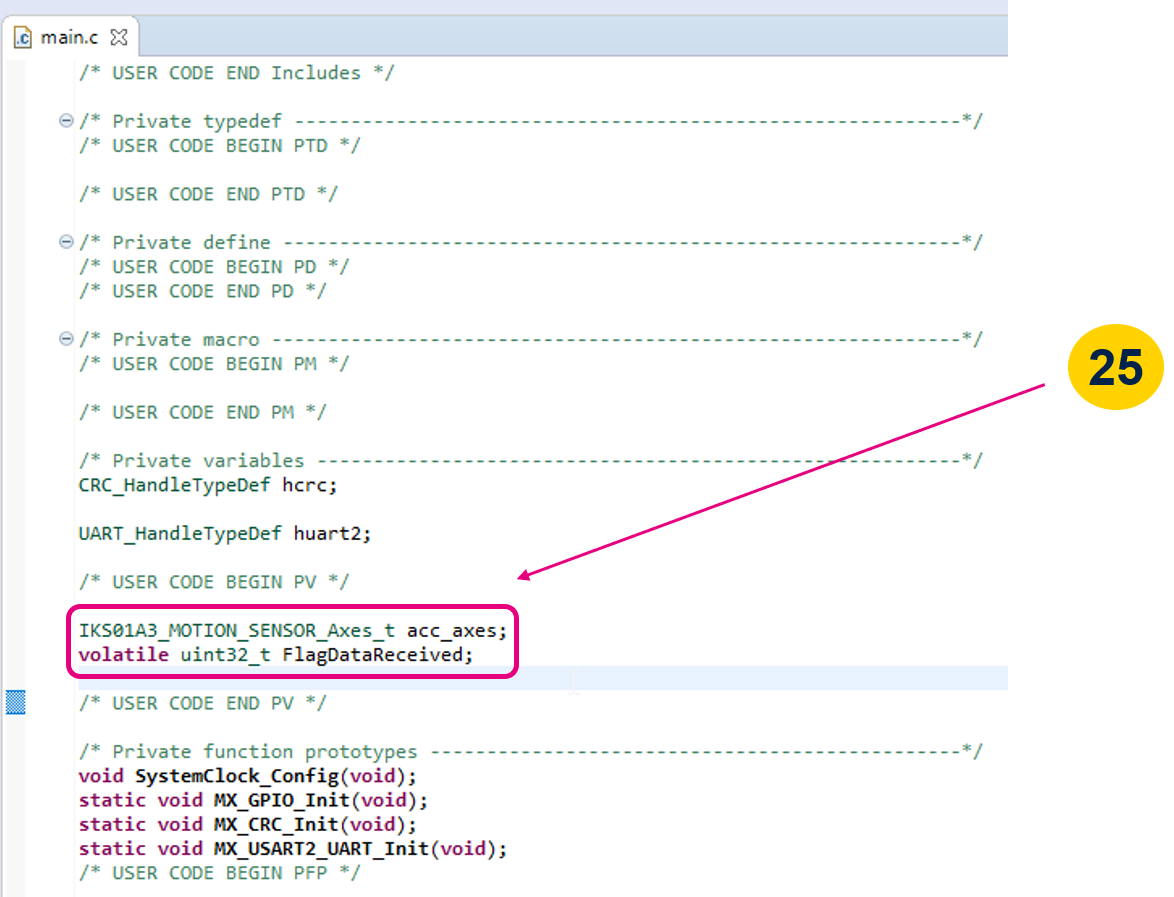 main.c
/* USER CODE END Includes */
/* Private typedef -----------------------------------------------------------*/
/* USER CODE BEGIN PTD */
/* USER CODE END PTD */
/* Private define ------------------------------------------------------------*/
/* USER CODE BEGIN PD */
/* USER CODE END PD */
/* Private macro -------------------------------------------------------------*/
/* USER CODE BEGIN PM */
/* USER CODE END PM */
/* Private variables ---------------------------------------------------------*/
CRC_HandleTypeDef hcrc;
UART_HandleTypeDef huart2;
/* USER CODE BEGIN PV */
IKS01A3_MOTION_SENSOR_Axes_t acc_axes;
volatile uint32_t FlagDataReceived;
/* USER CODE END PV */
/* Private function prototypes -----------------------------------------------*/
void SystemClock_Config(void);
static void MX_GPIO_Init(void);
static void MX_CRC_Init(void);
static void MX_USART2_UART_Init(void);
/* USER CODE BEGIN PFP */
25